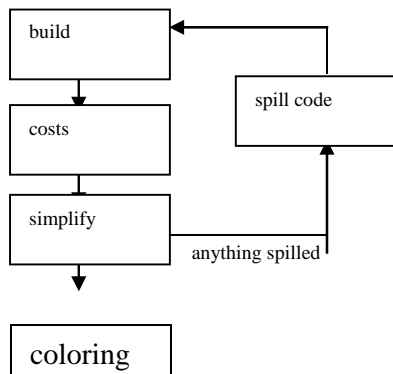 build
spill code
costs
simplify
anything spilled
coloring